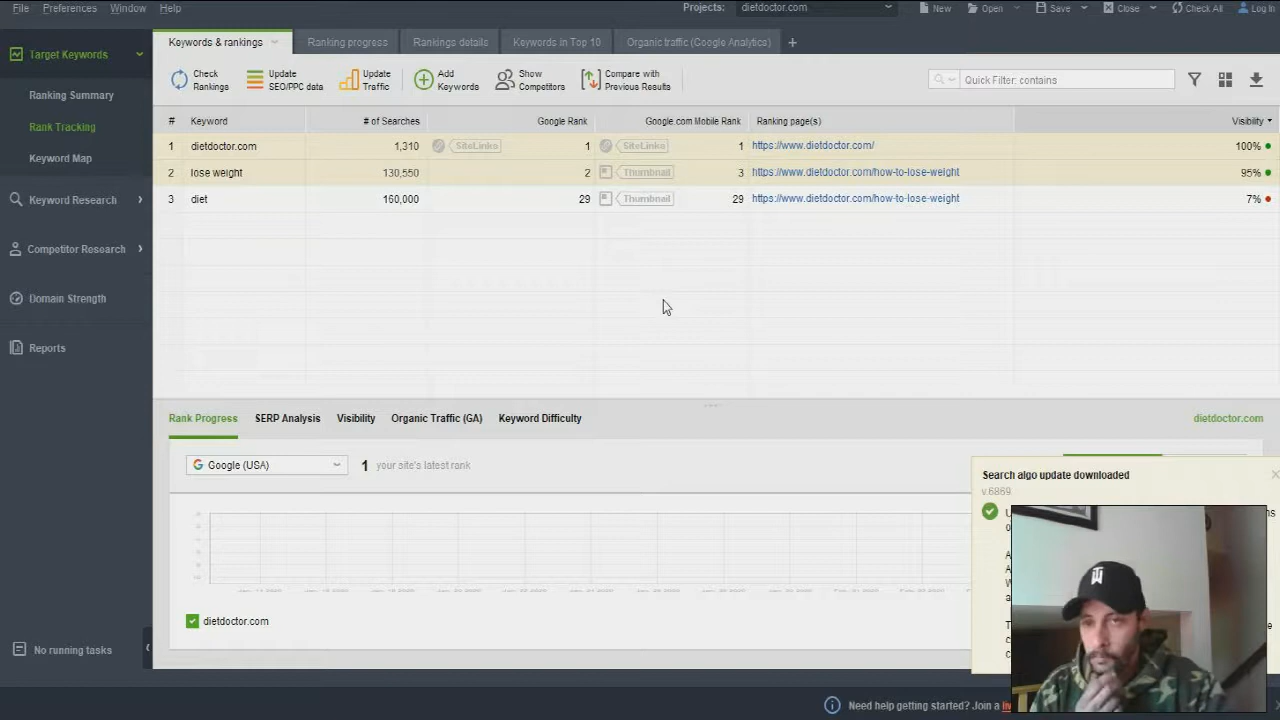 File Preferences Window Help Projects: dietdoctor.com New Open Save Close Check All Log In
Target Keywords
Ranking Summary
Rank Tracking
Keyword Map
Keyword Research
Competitor Research
Domain Strength
Reports
No running tasks
Keywords & rankings Ranking progress Rankings details Keywords in Top 10 Organic traffic (Google Analytics) +
Check Rankings
Update SEO/PPC data
Update Traffic
Add Keywords
Show Competitors
Compare with Previous Results
Quick Filter: contains
# Keyword # of Searches Google Rank Google.com Mobile Rank Ranking page(s) Visibility
1 dietdoctor.com 1,310 SiteLinks 1 SiteLinks 1 https://www.dietdoctor.com/ 100%
2 lose weight 130,550 2 Thumbnail 3 https://www.dietdoctor.com/how-to-lose-weight 95%
3 diet 160,000 29 Thumbnail 29 https://www.dietdoctor.com/how-to-lose-weight 7%
Rank Progress SERP Analysis Visibility Organic Traffic (GA) Keyword Difficulty dietdoctor.com
Google (USA) 1 your site's latest rank
dietdoctor.com
Search algo update downloaded
v.6869
Need help getting started? Join a